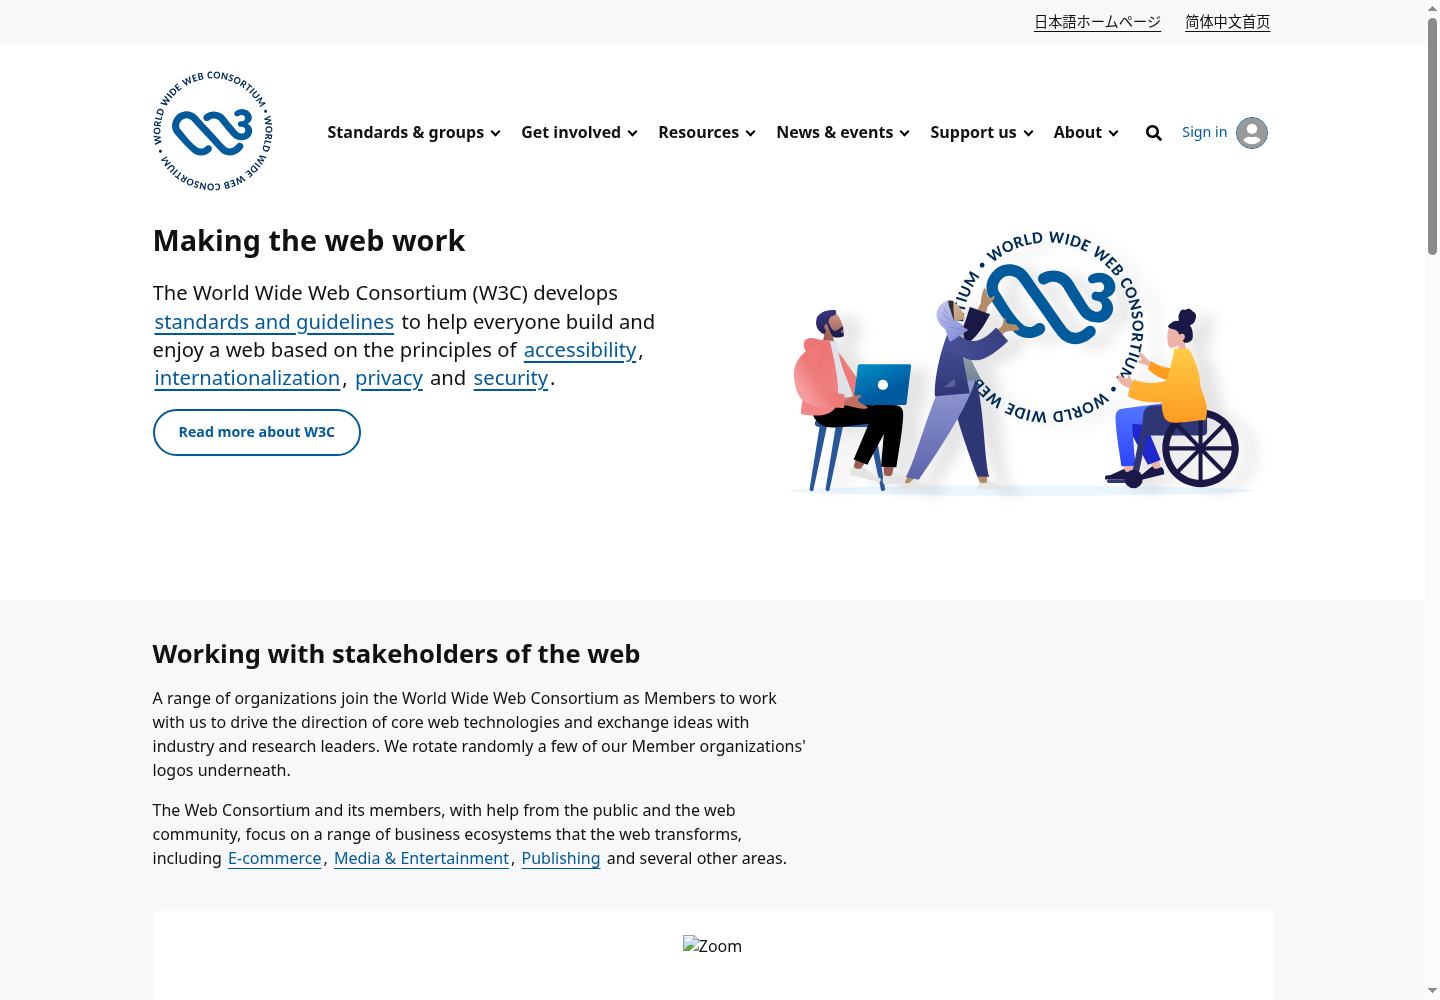 日本語ホームページ 简体中文首页
WORLD WIDE WEB CONSORTIUM • WORLD WIDE WEB CONSORTIUM •
Standards & groups Get involved Resources News & events Support us About Sign in
Making the web work
The World Wide Web Consortium (W3C) develops
standards and guidelines to help everyone build and
enjoy a web based on the principles of accessibility,
internationalization, privacy and security.
Read more about W3C
• WORLD WIDE WEB CONSORTIUM • WORLD WIDE WEB
Working with stakeholders of the web
A range of organizations join the World Wide Web Consortium as Members to work
with us to drive the direction of core web technologies and exchange ideas with
industry and research leaders. We rotate randomly a few of our Member organizations'
logos underneath.
The Web Consortium and its members, with help from the public and the web
community, focus on a range of business ecosystems that the web transforms,
including E-commerce, Media & Entertainment, Publishing and several other areas.
Zoom